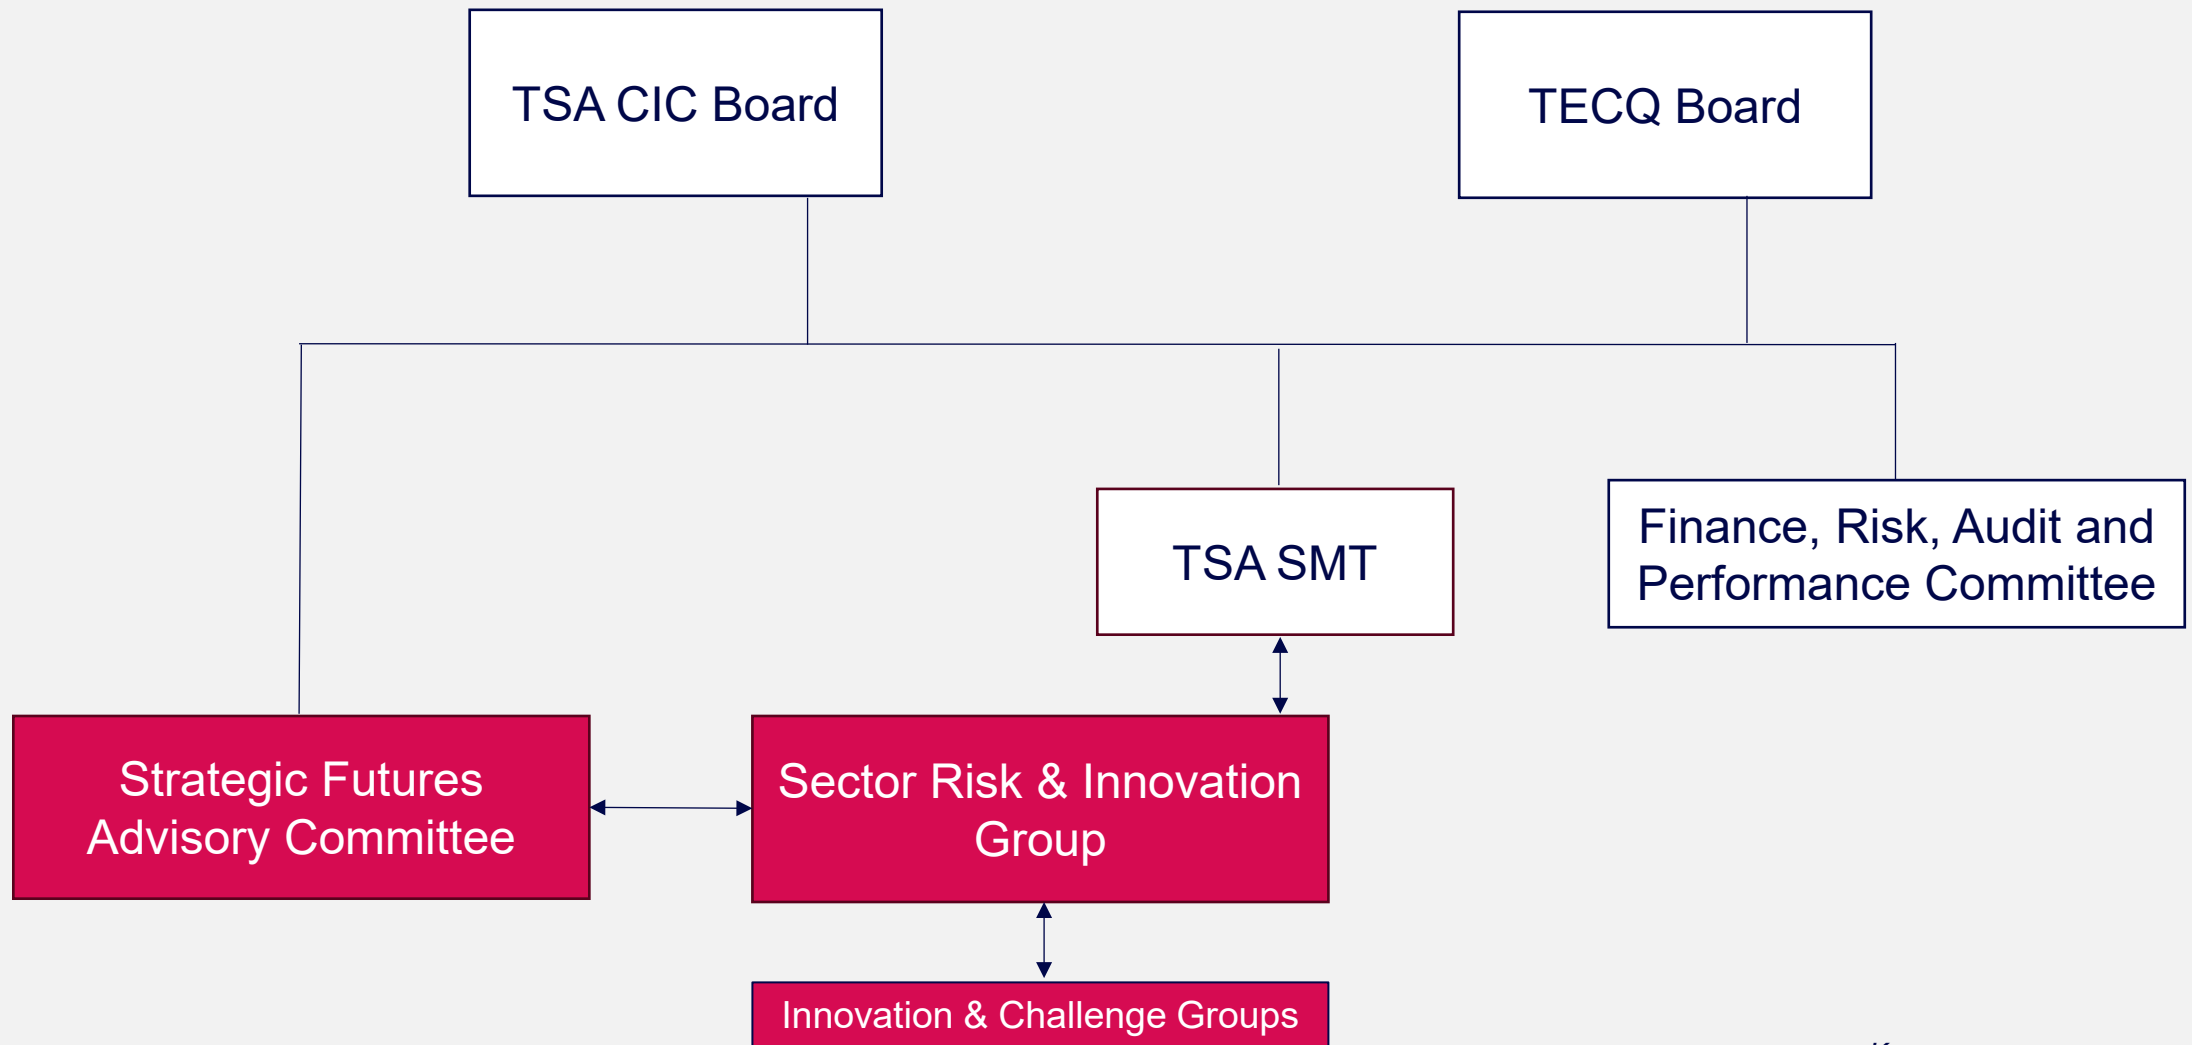 TSA CIC Board
TECQ Board
TSA SMT
Finance, Risk, Audit and
Performance Committee
Strategic Futures
Advisory Committee
Sector Risk & Innovation
Group
Innovation & Challenge Groups